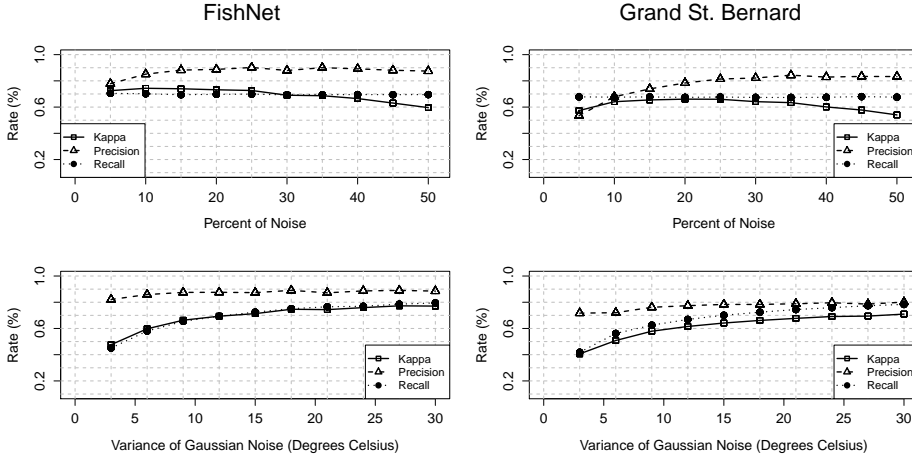 FishNet
Grand St. Bernard
Rate (%)
0.2 0.6 1.0
Kappa
Precision
Recall
0 10 20 30 40 50
Percent of Noise
Rate (%)
0.2 0.6 1.0
Kappa
Precision
Recall
0 10 20 30 40 50
Percent of Noise
Rate (%)
0.2 0.6 1.0
Kappa
Precision
Recall
0 5 10 15 20 25 30
Variance of Gaussian Noise (Degrees Celsius)
Rate (%)
0.2 0.6 1.0
Kappa
Precision
Recall
0 5 10 15 20 25 30
Variance of Gaussian Noise (Degrees Celsius)